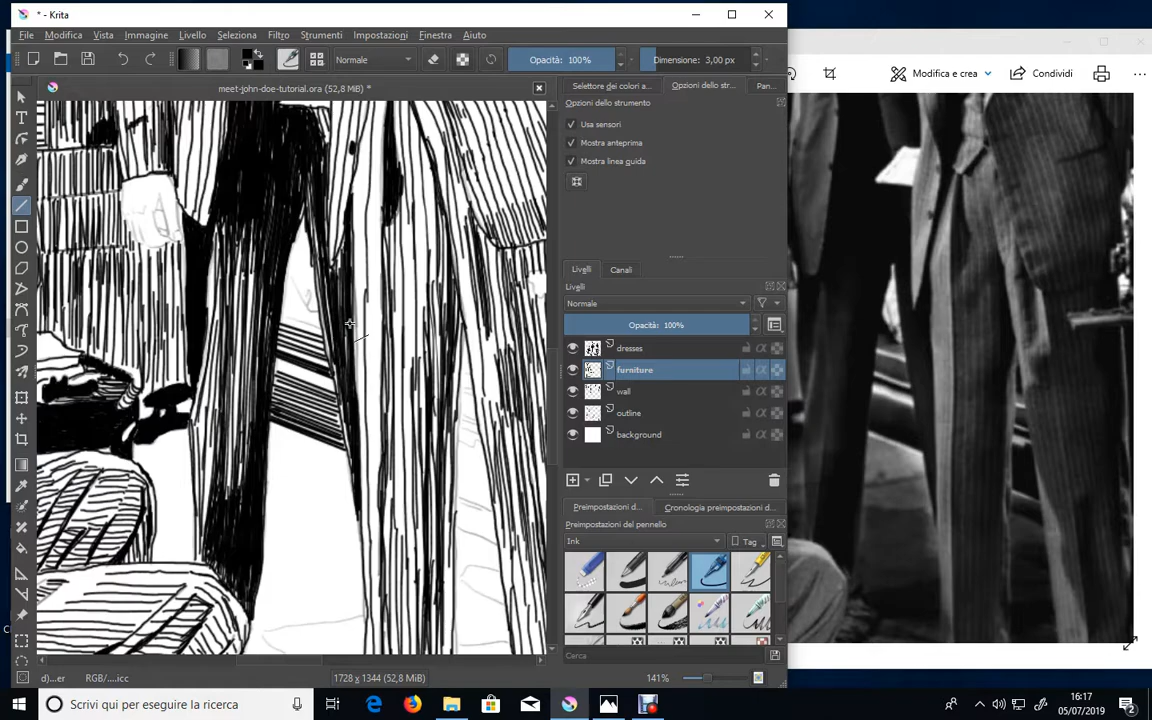 * - Krita
File Modifica Vista Immagine Livello Seleziona Filtro Strumenti Impostazioni Finestra Aiuto
Normale Opacità: 100% Dimensione: 3,00 px
meet-john-doe-tutorial.ora (52,8 MB) *
Selettore dei colori a... Opzioni dello str... Pan...
Opzioni dello strumento
Usa sensori
Mostra anteprima
Mostra linea guida
Livelli Canali
Livelli
Normale
Opacità: 100%
dresses
furniture
wall
outline
background
Preimpostazioni d... Cronologia preimpostazioni d...
Preimpostazioni del pennello
Ink Tag
Cerca
d)...er RGB/....icc 1728 x 1344 (52,8 MiB) 141%
Modifica e crea Condividi
Scrivi qui per eseguire la ricerca
16:17
05/07/2019
2